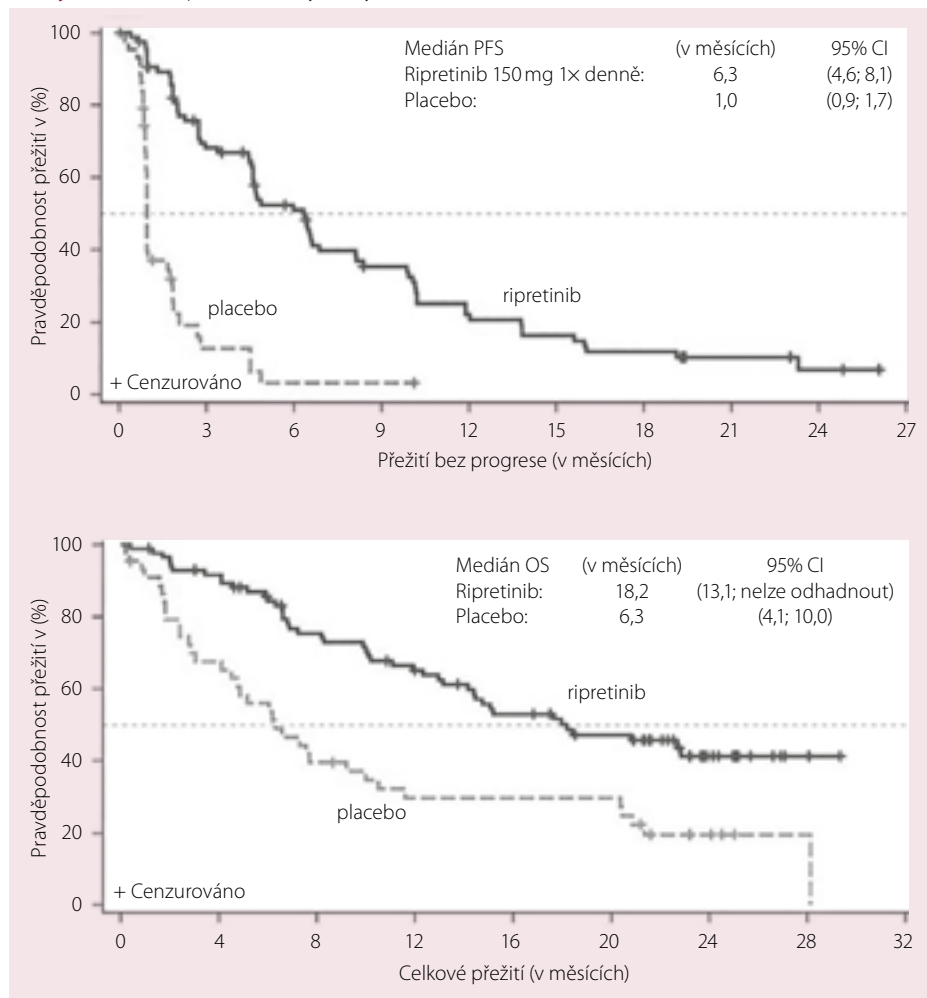 100
80
60
40
20
0
Pravděpodobnost přežití v (%)
Medián PFS (v měsících) 95% CI
Ripretinib 150 mg 1× denně: 6,3 (4,6; 8,1)
Placebo: 1,0 (0,9; 1,7)
placebo
ripretinib
+ Cenzurováno
0 3 6 9 12 15 18 21 24 27
Přežití bez progrese (v měsících)
100
80
60
40
20
0
Pravděpodobnost přežití v (%)
Medián OS (v měsících) 95% CI
Ripretinib: 18,2 (13,1; nelze odhadnout)
Placebo: 6,3 (4,1; 10,0)
ripretinib
placebo
+ Cenzurováno
0 4 8 12 16 20 24 28 32
Celkové přežití (v měsících)